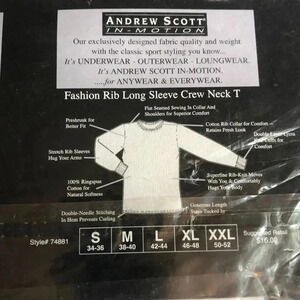 ANDREW SCOTT
IN-MOTION
Our exclusively designed fabric quality and weight
with the classic sport styling you know...
It's UNDERWEAR - OUTERWEAR - LOUNGWEAR.
It's ANDREW SCOTT IN-MOTION.
.....for ANYWEAR & EVERYWEAR.
Fashion Rib Long Sleeve Crew Neck T
Flat Seamed Sewing In Collar And
Shoulders for Superior Comfort
Preshrunk for
Better Fit
Cotton Rib Collar for Comfort -
Retains Fresh Look
Stretch Rib Sleeves
Hug Your Arms
Double
Cuffs for
Comfort
100% Ringspun
Cotton for
Natural Softness
Superfine Rib-Knit Moves
With You & Comfortably
Hugs Your Body
Double-Needle Stitching
In Hem Prevents Curling
Generous Length
Stays Tucked In
Style# 74881
S
34-36
M
38-40
L
42-44
XL
46-48
XXL
50-52
Suggested Retail
$16.00